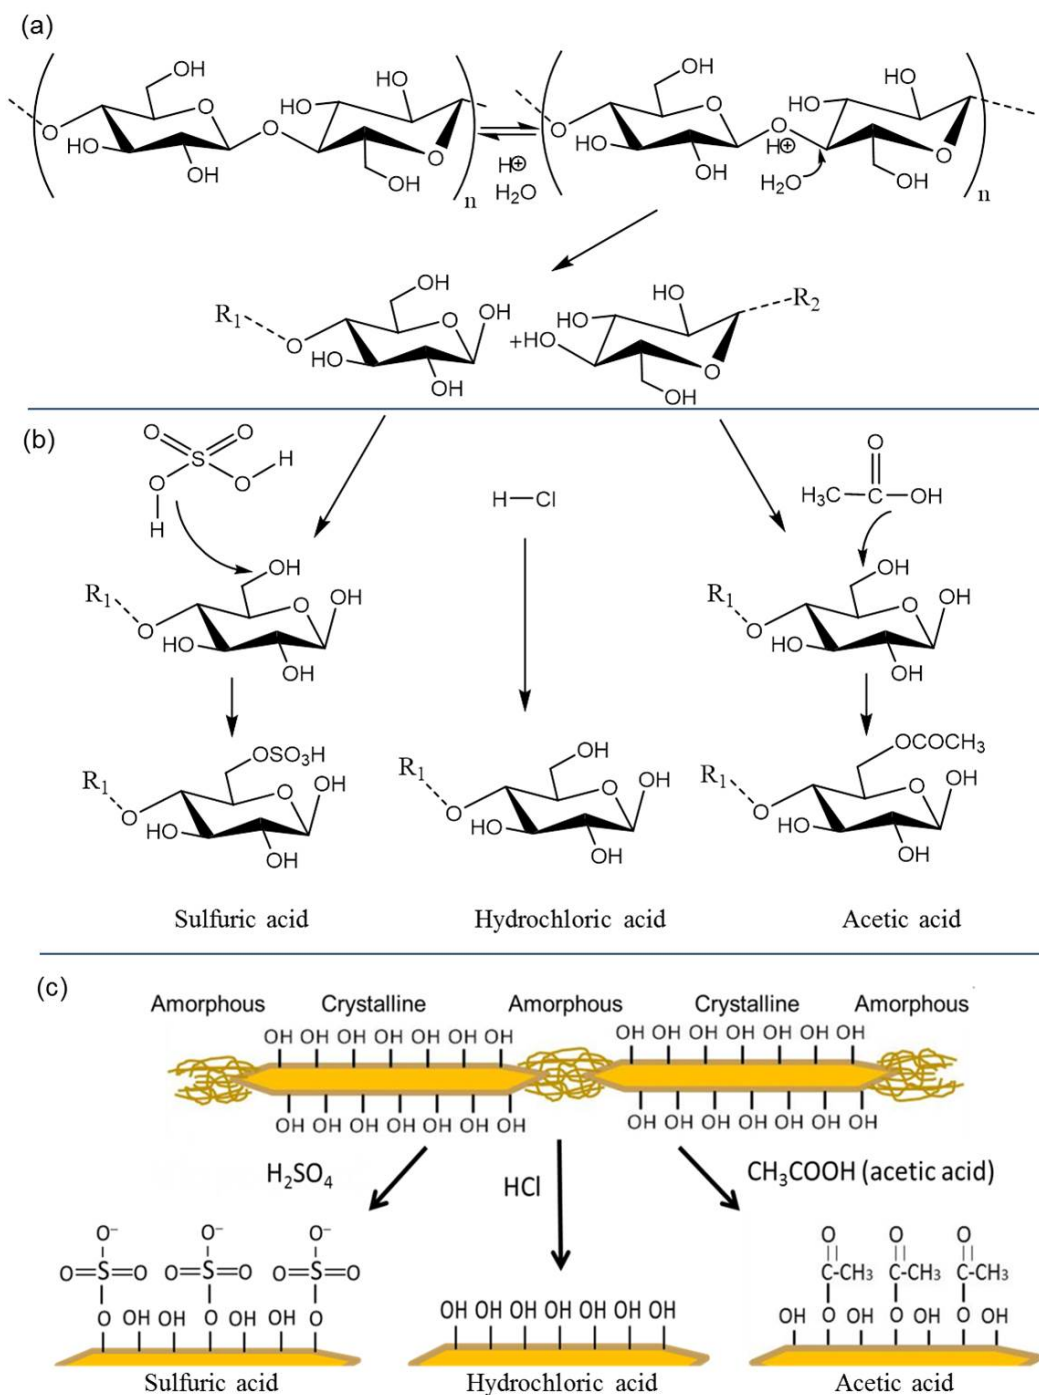 (a)
OH HO OH
O O HO O
HO O
OH OH
n
H⊕
H₂O
OH HO OH
O O HO O
HO H⊕ O
OH H₂O OH
n
OH HO R₂
R₁ O OH HO
O + HO
HO OH O
OH OH
(b)
O O H
S
O O
H
H—Cl
O
H₃C—C—OH
OH
R₁ O OH
O
HO
OH
OH
R₁ O OH
O
HO
OH
OSO₃H
R₁ O OH
O
HO
OH
OH
R₁ O OH
O
HO
OH
OCOCH₃
R₁ O OH
O
HO
OH
Sulfuric acid Hydrochloric acid Acetic acid
(c)
Amorphous Crystalline Amorphous Crystalline Amorphous
OH OH OH OH OH OH OH OH OH OH OH OH OH OH
OH OH OH OH OH OH OH OH OH OH OH OH OH OH
H₂SO₄ HCl CH₃COOH (acetic acid)
O⁻ O⁻ O⁻ O O O
O=S=O O=S=O O=S=O C-CH₃ C-CH₃ C-CH₃
O OH OH O OH OH O OH OH OH OH OH OH OH OH O OH O OH O OH
Sulfuric acid Hydrochloric acid Acetic acid